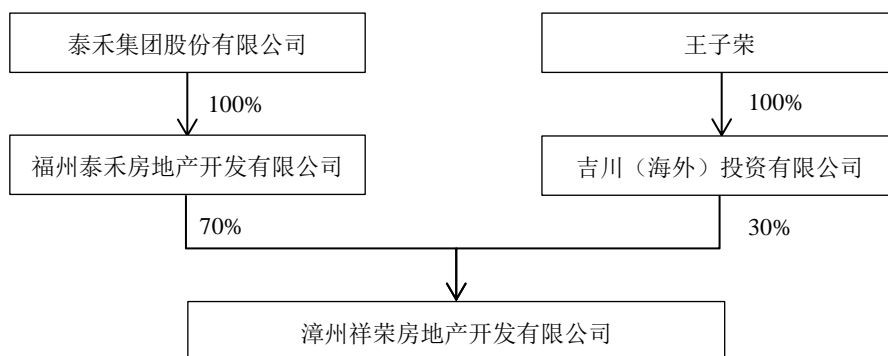 泰禾集团股份有限公司
王子荣
100%
100%
福州泰禾房地产开发有限公司
吉川（海外）投资有限公司
70%
30%
漳州祥荣房地产开发有限公司